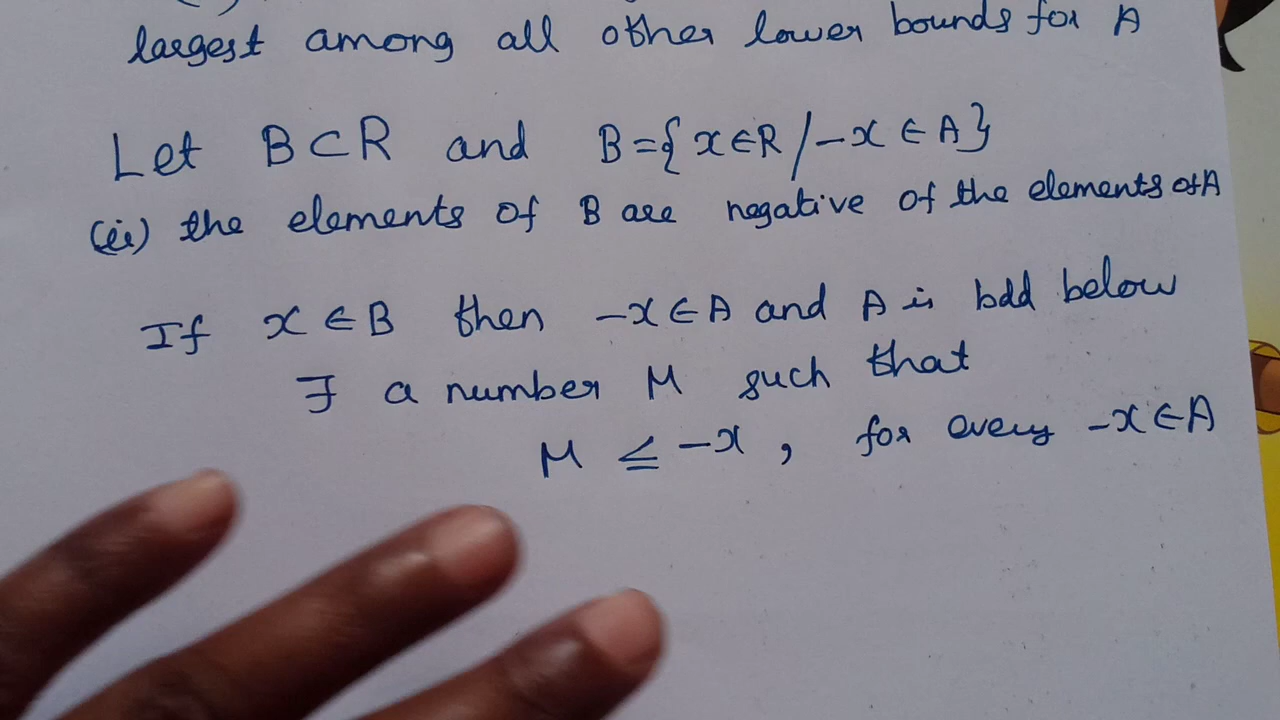 largest among all other lower bounds for A
Let B⊂R and B={x∈R/-x∈A}
(ii) the elements of B are negative of the elements of A
If x∈B then -x∈A and A is bdd below
∃ a number M such that
M ≤ -x, for every -x∈A